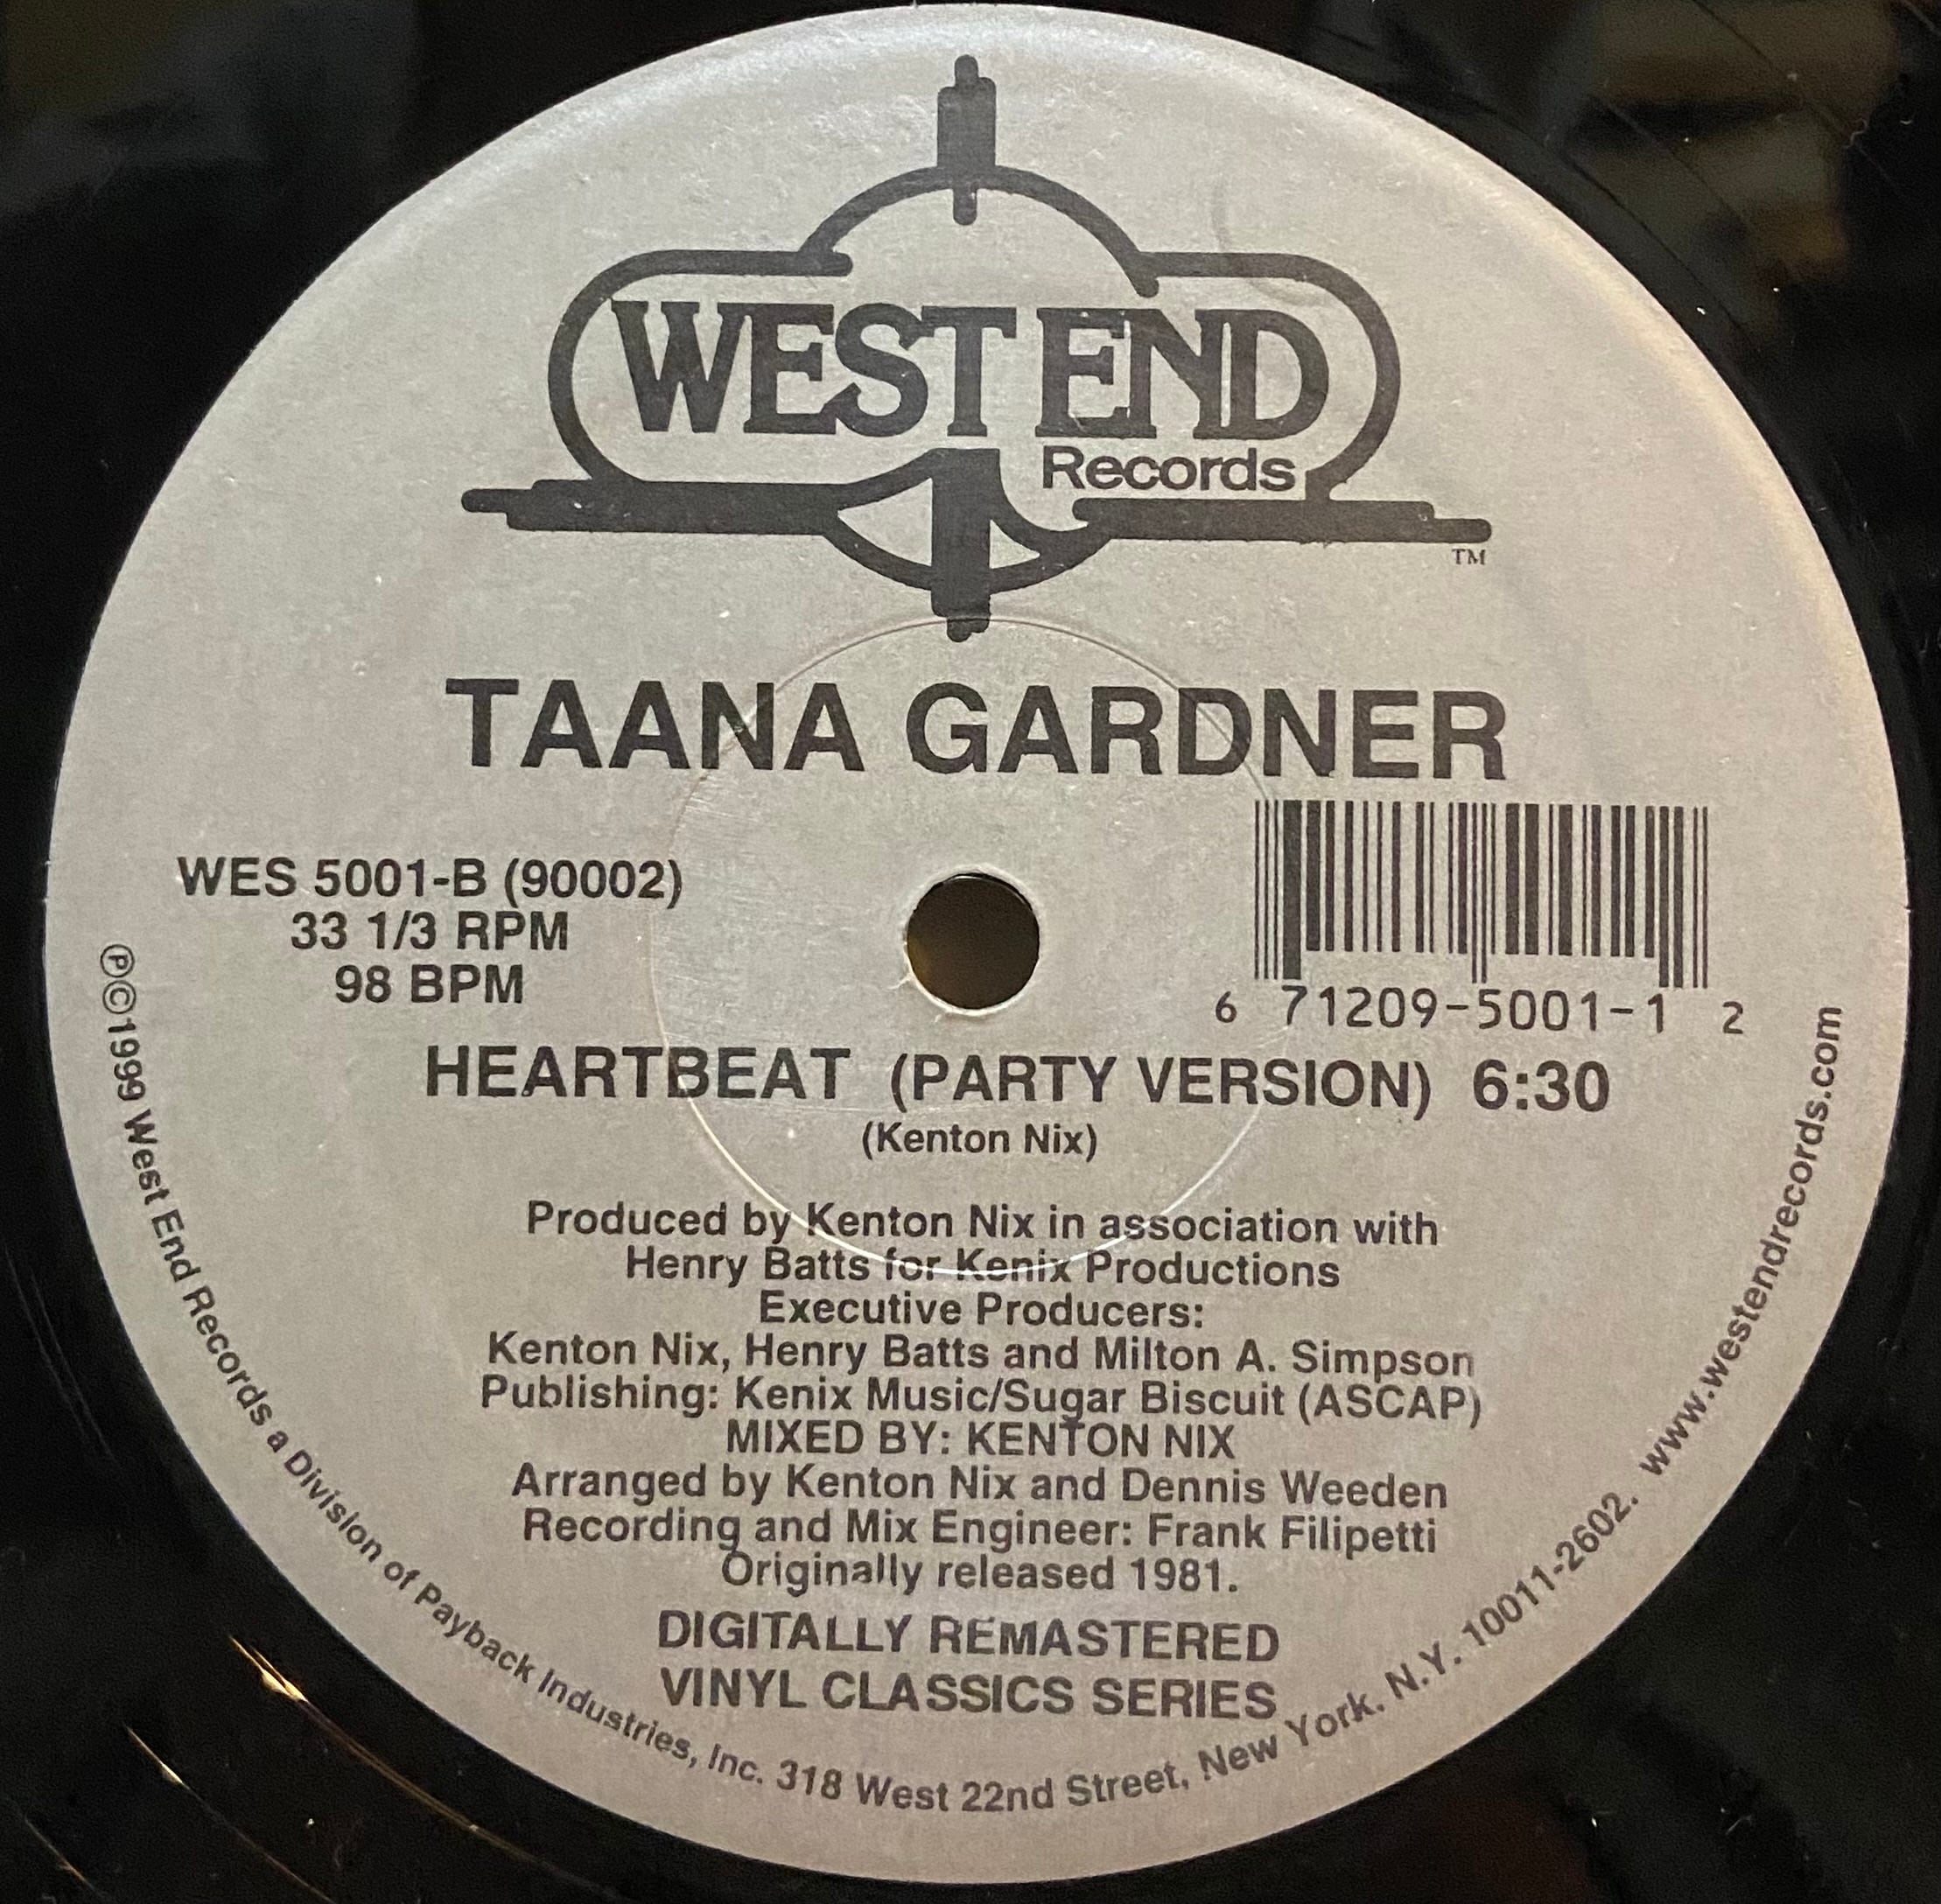 WEST END
Records
TM
TAANA GARDNER
WES 5001-B (90002)
33 1/3 RPM
98 BPM
6 71209-5001-1 2
HEARTBEAT (PARTY VERSION) 6:30
(Kenton Nix)
Produced by Kenton Nix in association with
Henry Batts for Kenix Productions
Executive Producers:
Kenton Nix, Henry Batts and Milton A. Simpson
Publishing: Kenix Music/Sugar Biscuit (ASCAP)
MIXED BY: KENTON NIX
Arranged by Kenton Nix and Dennis Weeden
Recording and Mix Engineer: Frank Filipetti
Originally released 1981.
DIGITALLY REMASTERED
VINYL CLASSICS SERIES
ⓅⒸ1999 West End Records a Division of Payback Industries, Inc. 318 West 22nd Street, New York. N.Y. 10011-2602. www.westendrecords.com